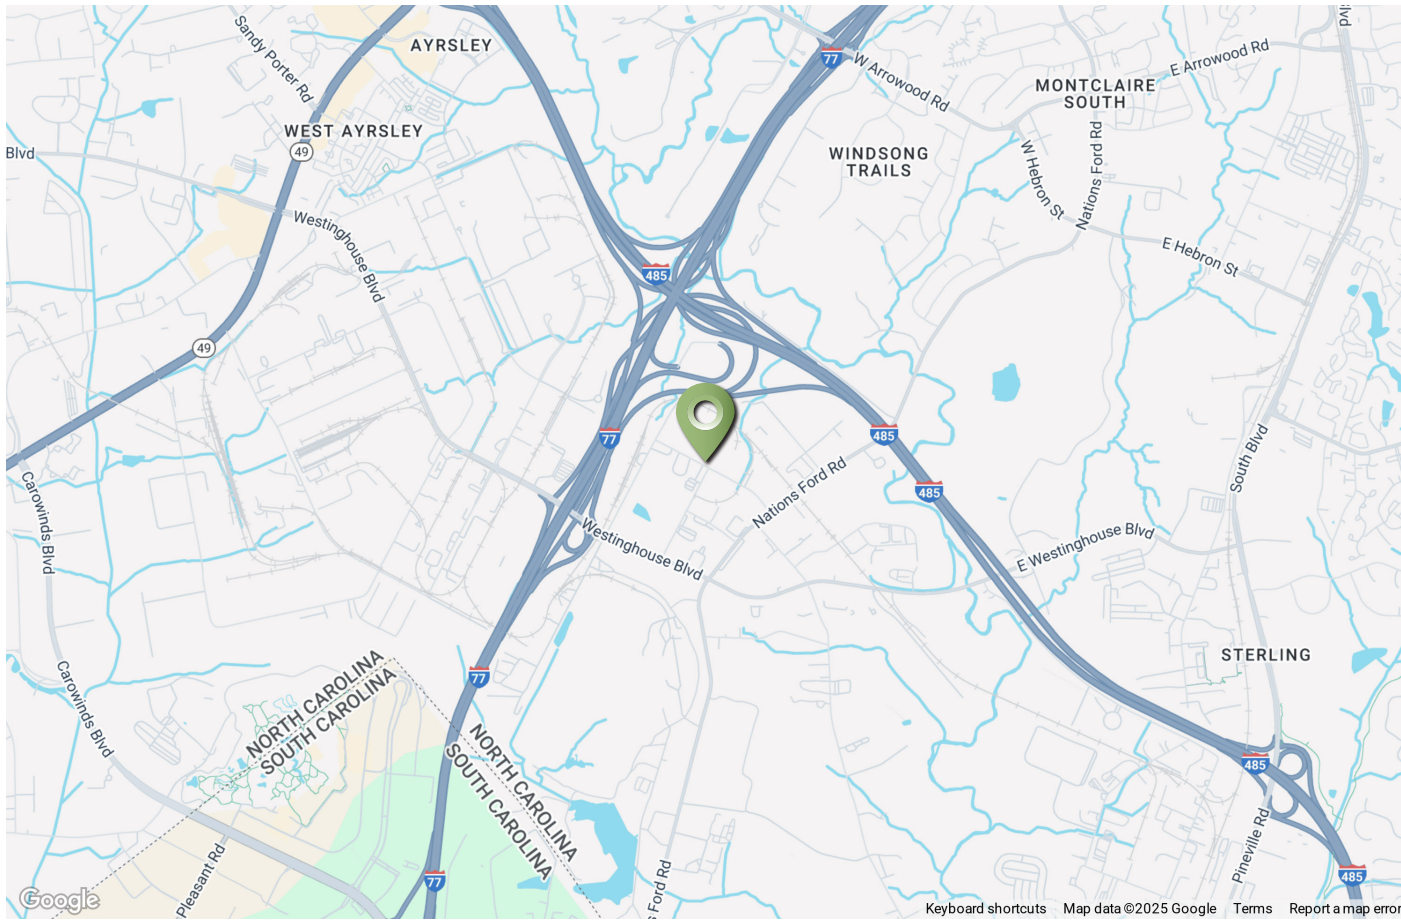 Sandy Porter Rd
AYRSLEY
77
W Arrowood Rd
E Arrowood Rd
Blvd
MONTCLAIRE
SOUTH
WEST AYRSLEY
49
Blvd
WINDSONG
TRAILS
W Hebron St
Nations Ford Rd
Westinghouse Blvd
E Hebron St
485
49
77
485
485
South Blvd
Nations Ford Rd
Carowinds Blvd
Westinghouse Blvd
E Westinghouse Blvd
STERLING
77
NORTH CAROLINA
SOUTH CAROLINA
Carowinds Blvd
NORTH CAROLINA
SOUTH CAROLINA
485
Pineville Rd
Pleasant Rd
77
s Ford Rd
485
Google
Keyboard shortcuts
Map data ©2025 Google
Terms
Report a map error